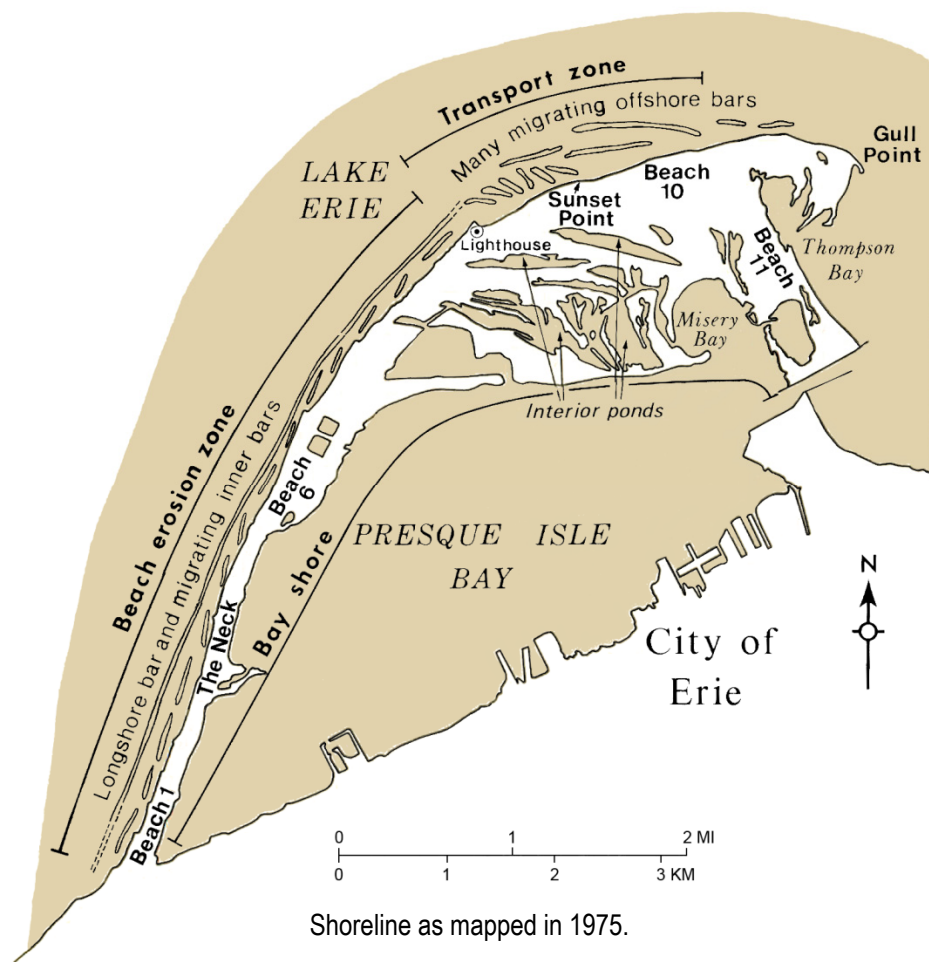 Transport zone
Many migrating offshore bars
LAKE
ERIE
Gull
Point
Beach
10
Sunset
Point
Lighthouse
Thompson
Bay
Beach
11
Misery
Bay
Interior ponds
Beach erosion zone
Longshore bar and migrating inner bars
Beach
6
PRESQUE ISLE
BAY
Bay shore
The Neck
N
City of
Erie
Beach 1
0 1 2 MI
0 1 2 3 KM
Shoreline as mapped in 1975.